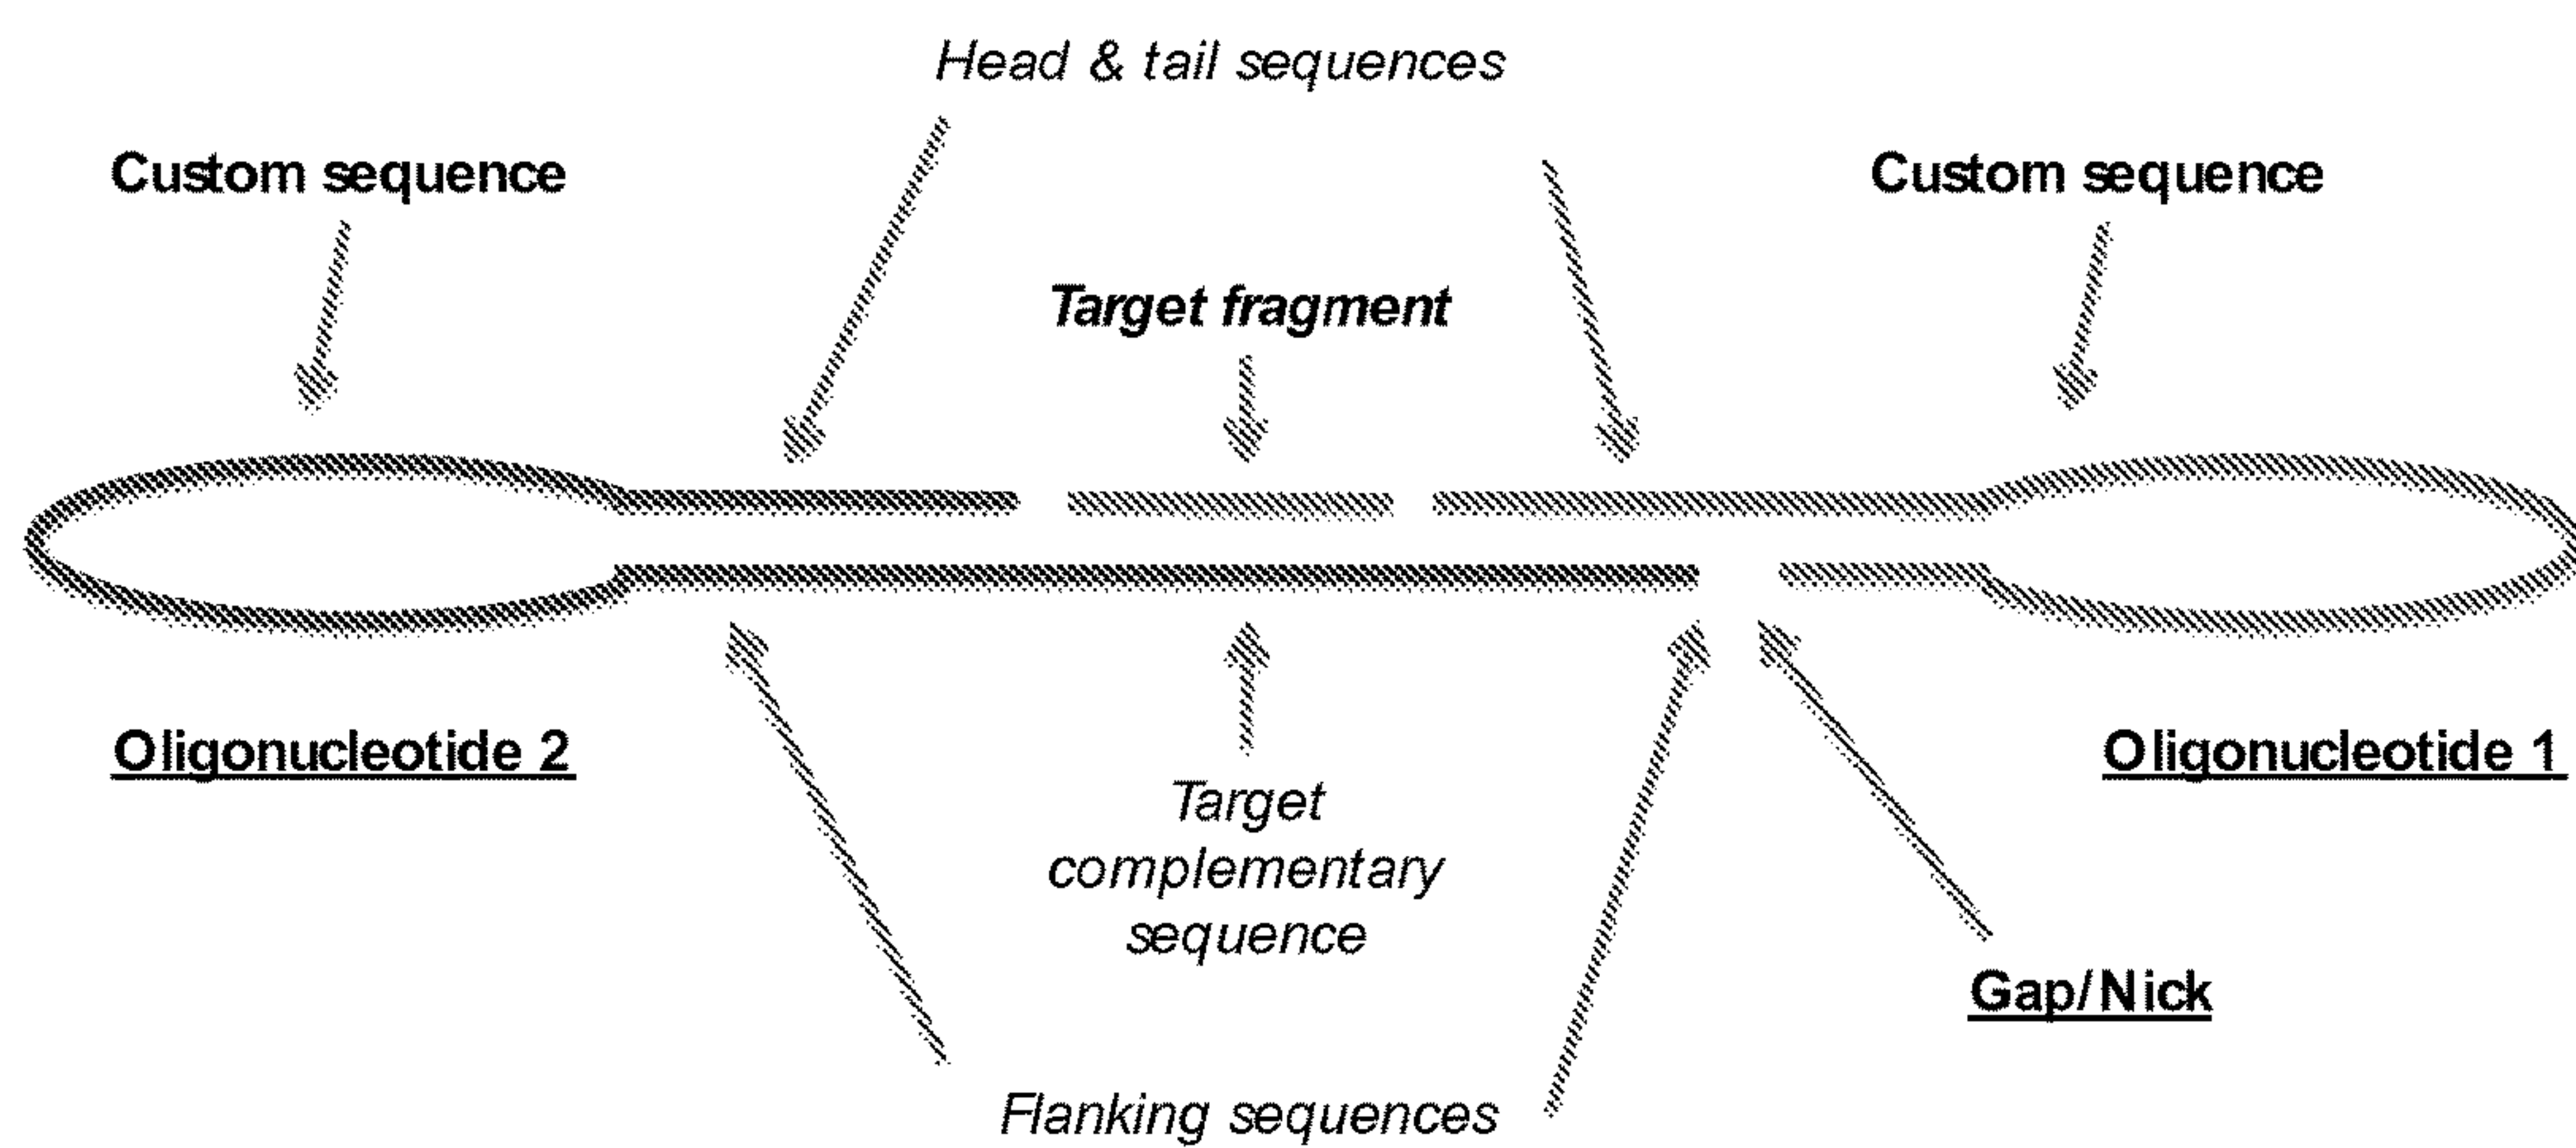 Head & tail sequences
Custom sequence
Custom sequence
Target fragment
Oligonucleotide 2
Oligonucleotide 1
Target
complementary
sequence
Gap/Nick
Flanking sequences